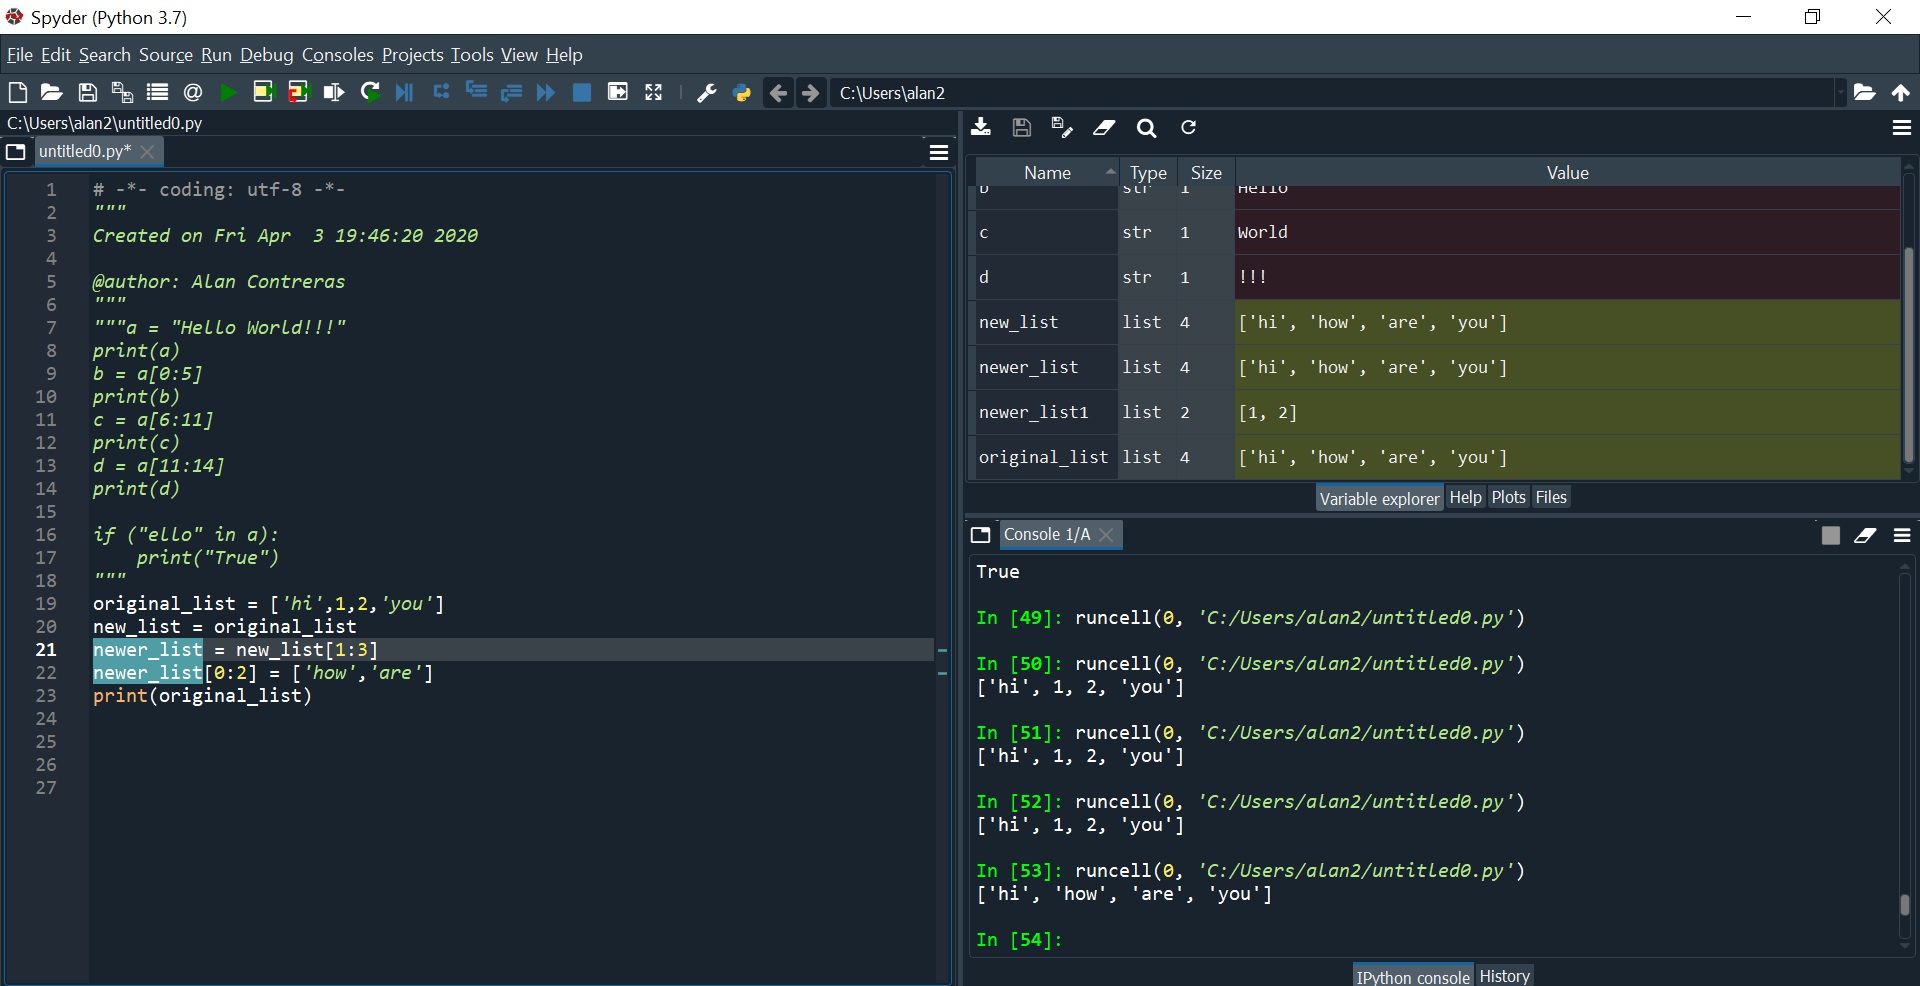 Spyder (Python 3.7)
File Edit Search Source Run Debug Consoles Projects Tools View Help
C:\Users\alan2
C:\Users\alan2\untitled0.py
untitled0.py*
1 # -*- coding: utf-8 -*-
2 """
3 Created on Fri Apr  3 19:46:20 2020
4
5 @author: Alan Contreras
6 """
7 """a = "Hello World!!!"
8 print(a)
9 b = a[0:5]
10 print(b)
11 c = a[6:11]
12 print(c)
13 d = a[11:14]
14 print(d)
15
16 if ("ello" in a):
17     print("True")
18 """
19 original_list = ['hi',1,2,'you']
20 new_list = original_list
21 newer_list = new_list[1:3]
22 newer_list[0:2] = ['how','are']
23 print(original_list)
24
25
26
27
Name Type Size Value
b str 1 Hello
c str 1 World
d str 1 !!!
new_list list 4 ['hi', 'how', 'are', 'you']
newer_list list 4 ['hi', 'how', 'are', 'you']
newer_list1 list 2 [1, 2]
original_list list 4 ['hi', 'how', 'are', 'you']
Variable explorer Help Plots Files
Console 1/A
True
In [49]: runcell(0, 'C:/Users/alan2/untitled0.py')
In [50]: runcell(0, 'C:/Users/alan2/untitled0.py')
['hi', 1, 2, 'you']
In [51]: runcell(0, 'C:/Users/alan2/untitled0.py')
['hi', 1, 2, 'you']
In [52]: runcell(0, 'C:/Users/alan2/untitled0.py')
['hi', 1, 2, 'you']
In [53]: runcell(0, 'C:/Users/alan2/untitled0.py')
['hi', 'how', 'are', 'you']
In [54]:
IPython console History